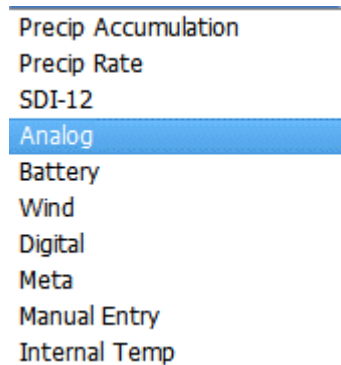 Precip Accumulation
Precip Rate
SDI-12
Analog
Battery
Wind
Digital
Meta
Manual Entry
Internal Temp